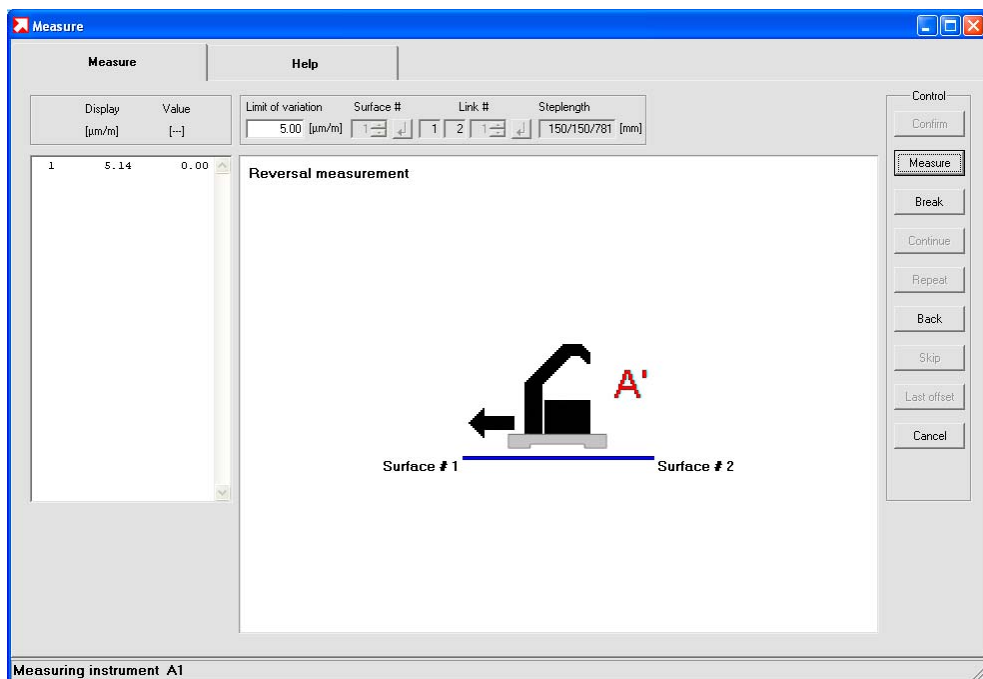 Measure
Measure Help
Display Value
[µm/m] [---]
Limit of variation Surface # Link # Steplength
5.00 [µm/m] 1 1 2 1 150/150/781 [mm]
1 5.14 0.00
Reversal measurement
A'
Surface # 1 Surface # 2
Control
Confirm
Measure
Break
Continue
Repeat
Back
Skip
Last offset
Cancel
Measuring instrument A1